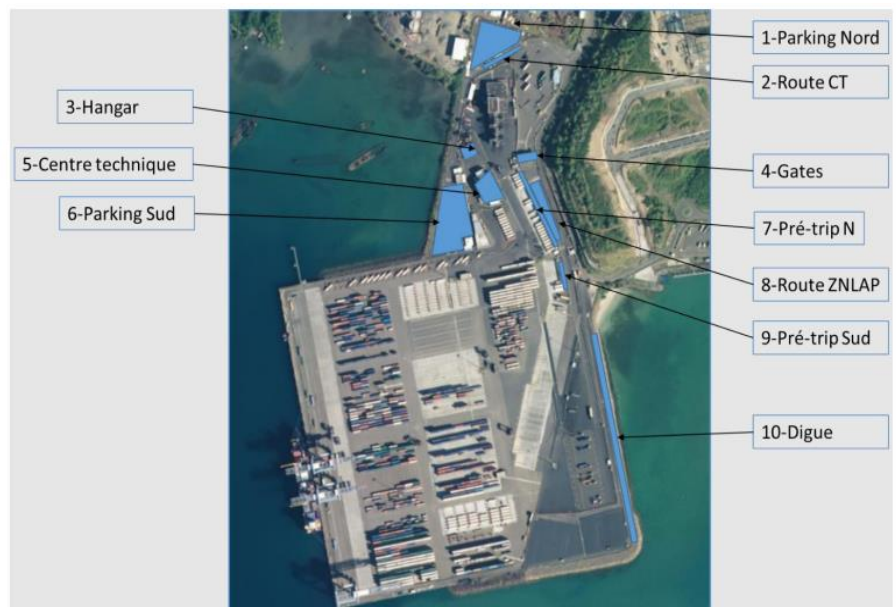 1-Parking Nord
2-Route CT
3-Hangar
4-Gates
5-Centre technique
6-Parking Sud
7-Pré-trip N
8-Route ZNLAP
9-Pré-trip Sud
10-Digue